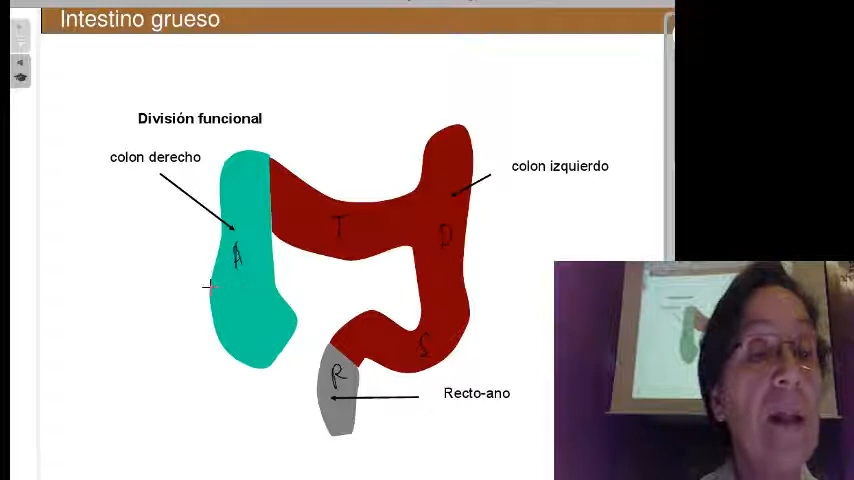 Intestino grueso
División funcional
colon derecho
colon izquierdo
T
D
A
S
R
Recto-ano